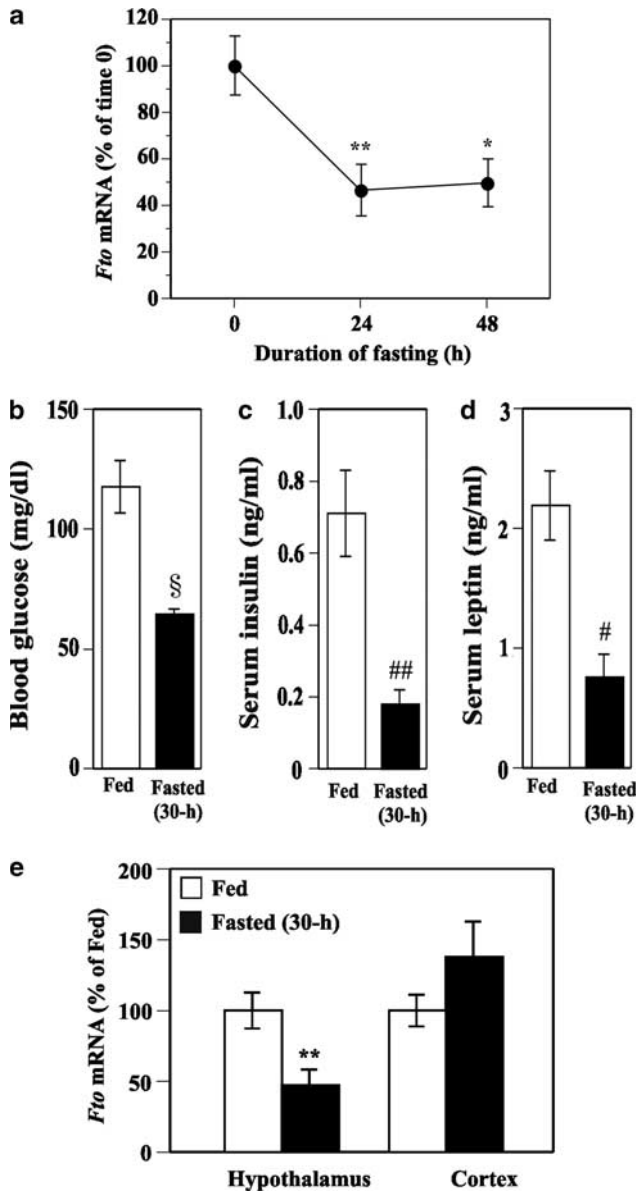 a
Fto mRNA (% of time 0)
120
100
80
60
40
20
0
**
*
0 24 48
Duration of fasting (h)
b
Blood glucose (mg/dl)
150
100
50
0
§
Fed Fasted
(30-h)
c
Serum insulin (ng/ml)
1.0
0.8
0.6
0.4
0.2
0
##
Fed Fasted
(30-h)
d
Serum leptin (ng/ml)
3
2
1
0
#
Fed Fasted
(30-h)
e
Fto mRNA (% of Fed)
200
150
100
50
0
Fed
Fasted (30-h)
**
Hypothalamus Cortex